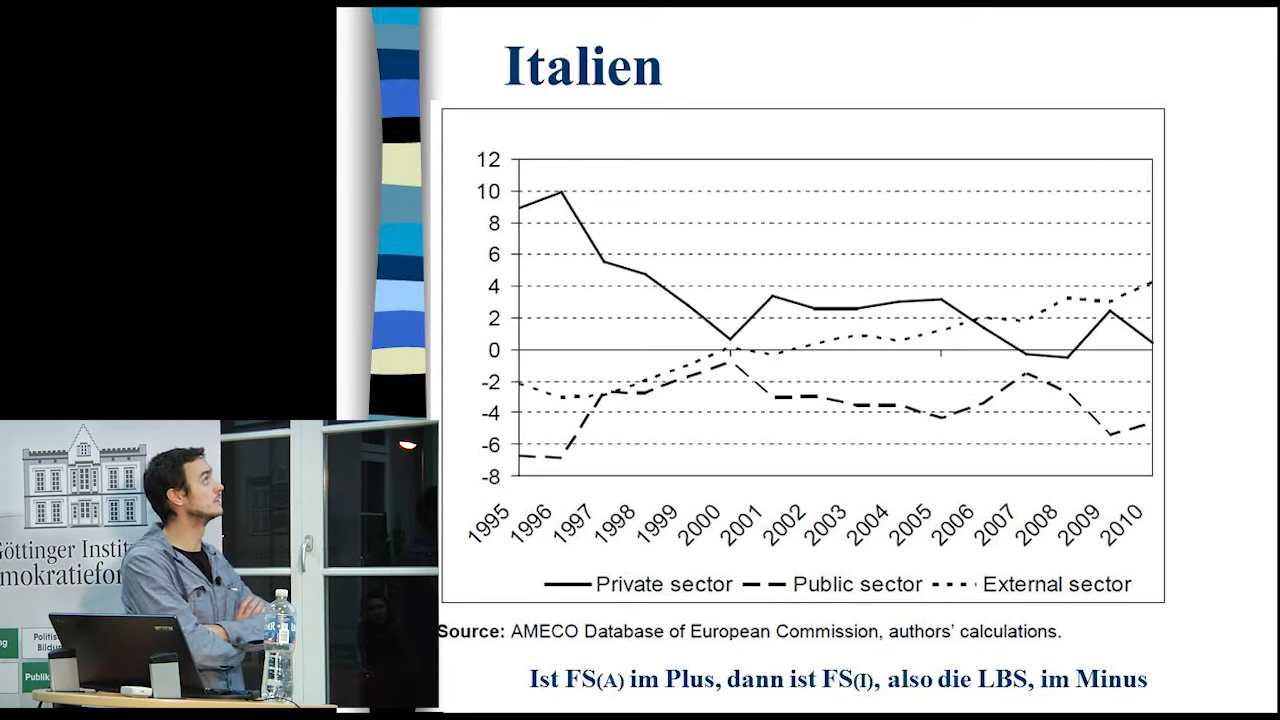 Italien
12
10
8
6
4
2
0
-2
-4
-6
-8
1995 1996 1997 1998 1999 2000 2001 2002 2003 2004 2005 2006 2007 2008 2009 2010
Private sector Public sector External sector
Source: AMECO Database of European Commission, authors' calculations.
Ist FS(A) im Plus, dann ist FS(I), also die LBS, im Minus
Göttinger Instit
mokratiefor
Politis
Bildu
Publik